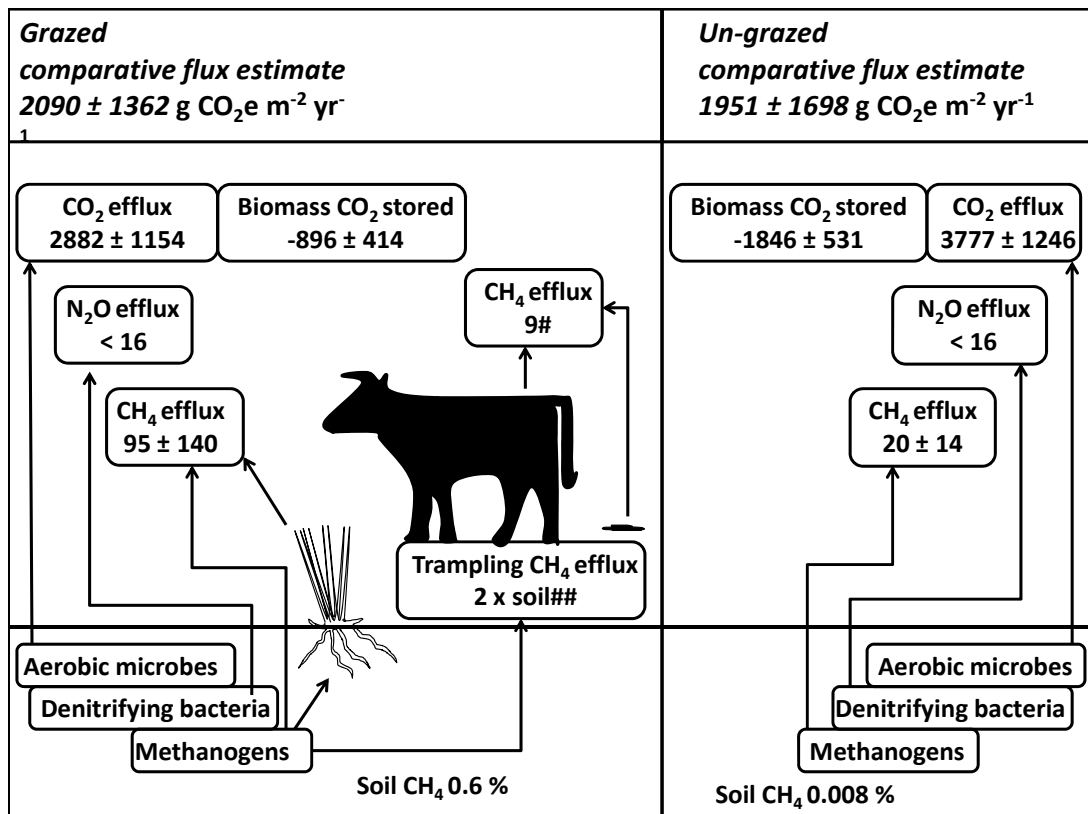 Grazed
comparative flux estimate
2090 ± 1362 g CO₂e m⁻² yr⁻
¹
Un-grazed
comparative flux estimate
1951 ± 1698 g CO₂e m⁻² yr⁻¹
CO₂ efflux
2882 ± 1154
Biomass CO₂ stored
-896 ± 414
N₂O efflux
< 16
CH₄ efflux
95 ± 140
CH₄ efflux
9#
Trampling CH₄ efflux
2 x soil##
Aerobic microbes
Denitrifying bacteria
Methanogens
Soil CH₄ 0.6 %
Biomass CO₂ stored
-1846 ± 531
CO₂ efflux
3777 ± 1246
N₂O efflux
< 16
CH₄ efflux
20 ± 14
Aerobic microbes
Denitrifying bacteria
Methanogens
Soil CH₄ 0.008 %